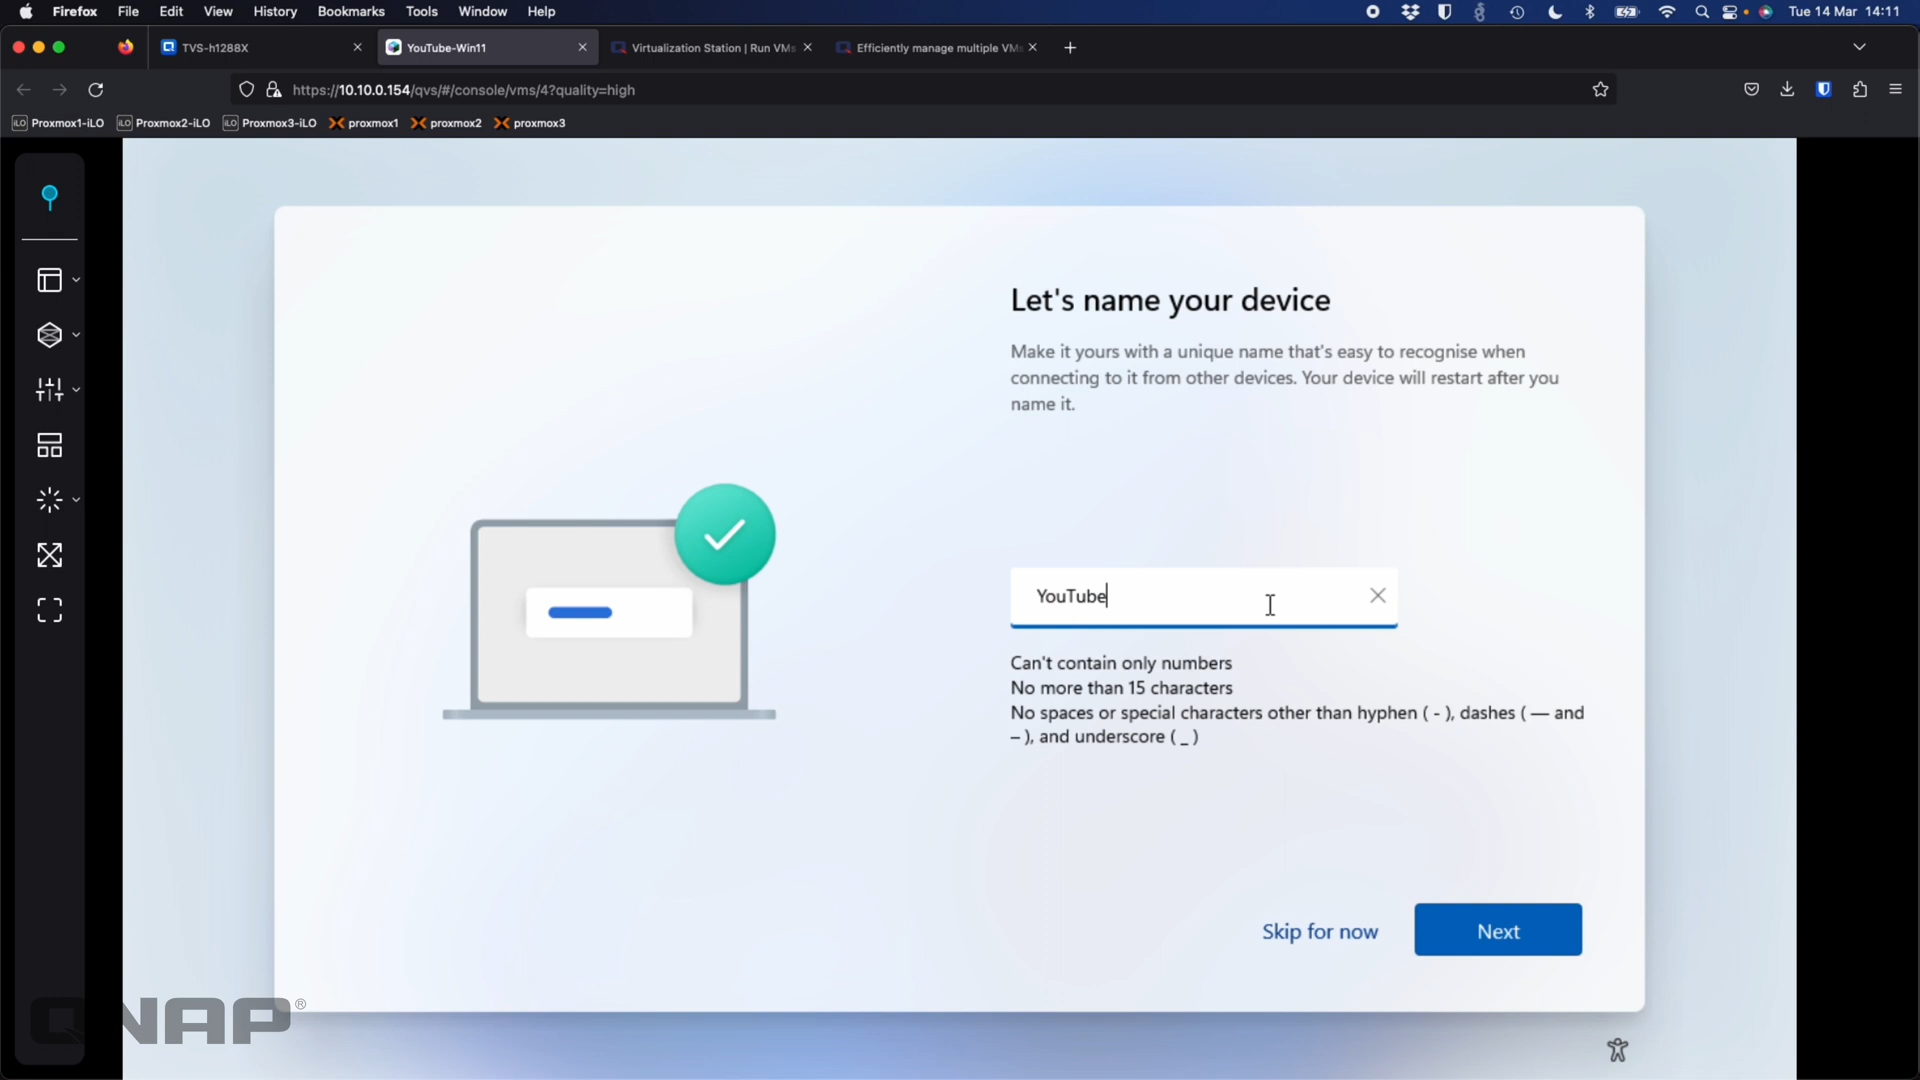 Firefox File Edit View History Bookmarks Tools Window Help
Tue 14 Mar 14:11
TVS-h1288X
YouTube-Win11
Virtualization Station | Run VMs
Efficiently manage multiple VMs
https://10.10.0.154/qvs/#/console/vms/4?quality=high
iLO Proxmox1-iLO iLO Proxmox2-iLO iLO Proxmox3-iLO proxmox1 proxmox2 proxmox3
Let's name your device
Make it yours with a unique name that's easy to recognise when
connecting to it from other devices. Your device will restart after you
name it.
YouTube
Can't contain only numbers
No more than 15 characters
No spaces or special characters other than hyphen ( - ), dashes ( — and
– ), and underscore ( _ )
Skip for now
Next
QNAP®